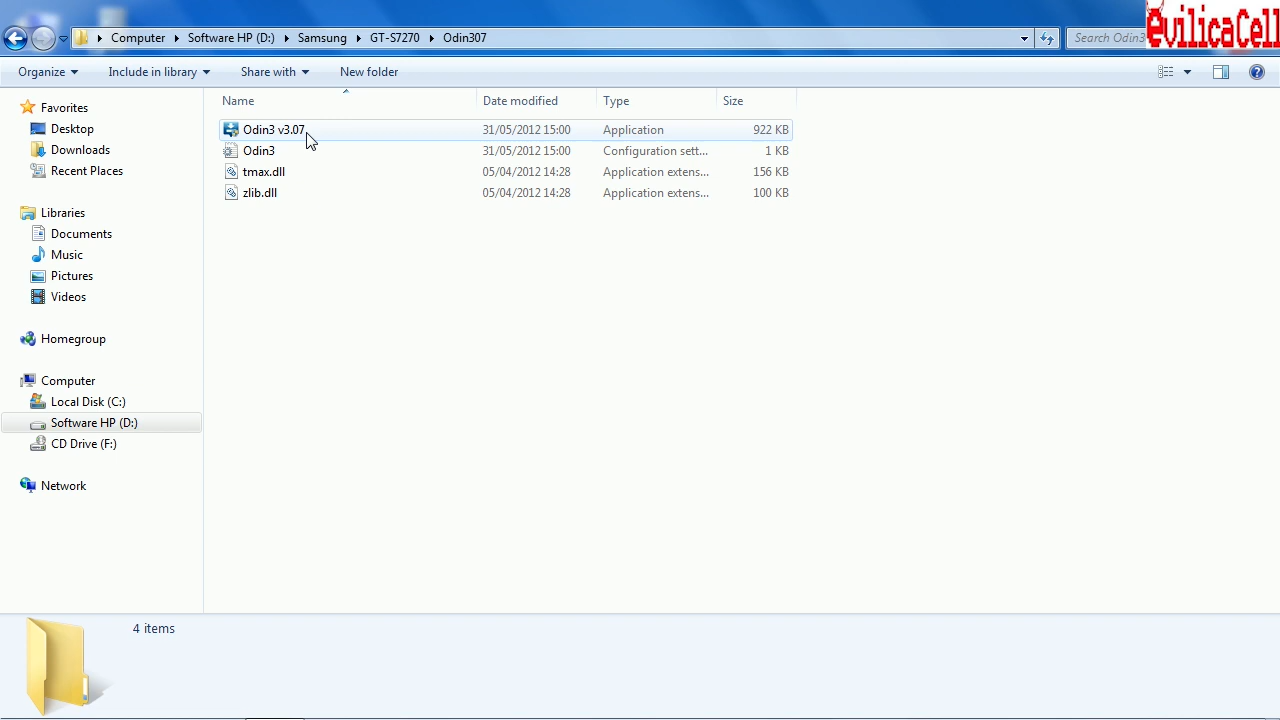 Computer Software HP (D:) Samsung GT-S7270 Odin307 Search Odin3
evilicaCell
Organize Include in library Share with New folder
Name Date modified Type Size
Favorites
Desktop
Downloads
Recent Places
Libraries
Documents
Music
Pictures
Videos
Homegroup
Computer
Local Disk (C:)
Software HP (D:)
CD Drive (F:)
Network
Odin3 v3.07 31/05/2012 15:00 Application 922 KB
Odin3 31/05/2012 15:00 Configuration sett... 1 KB
tmax.dll 05/04/2012 14:28 Application extens... 156 KB
zlib.dll 05/04/2012 14:28 Application extens... 100 KB
4 items